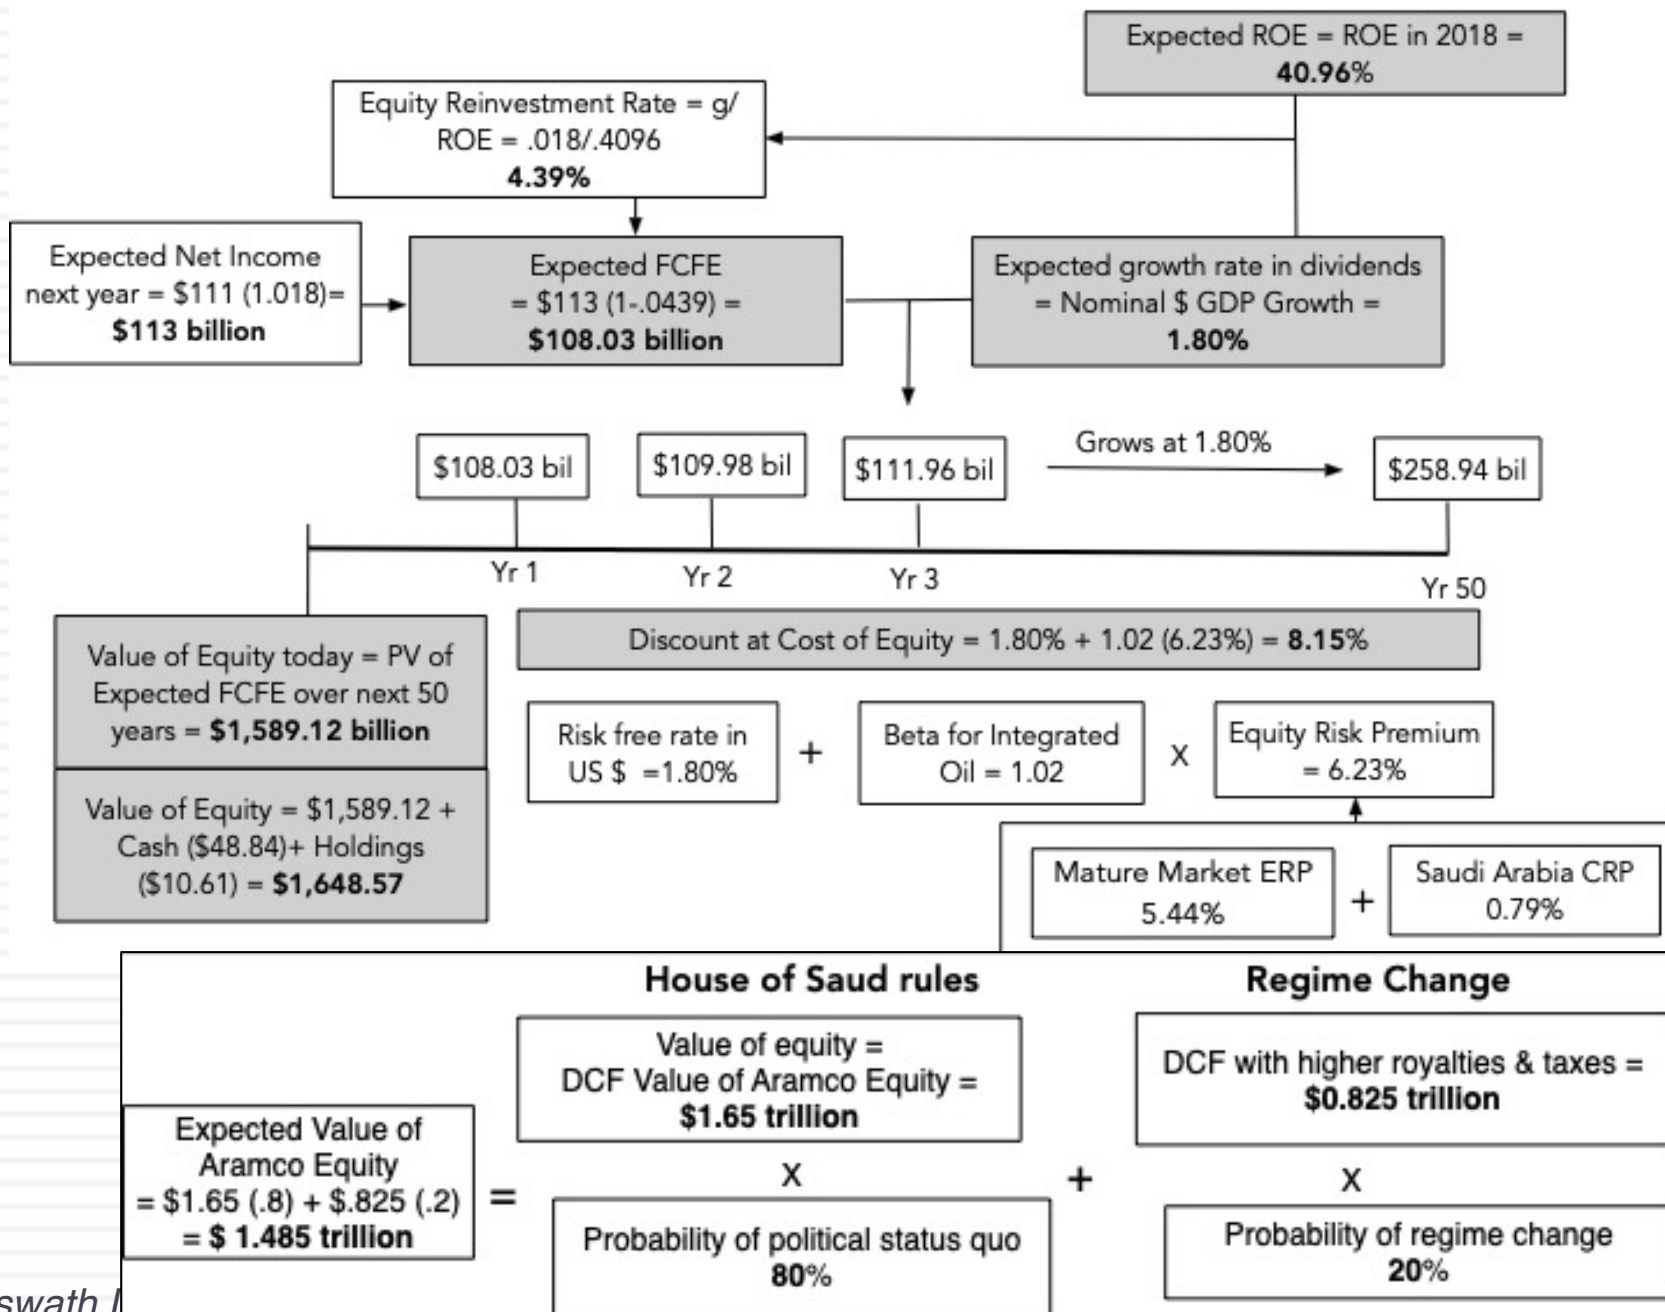 Expected ROE = ROE in 2018 =
40.96%
Equity Reinvestment Rate = g/
ROE = .018/.4096
4.39%
Expected Net Income
next year = $111 (1.018)=
$113 billion
Expected FCFE
= $113 (1-.0439) =
$108.03 billion
Expected growth rate in dividends
= Nominal $ GDP Growth =
1.80%
$108.03 bil
$109.98 bil
$111.96 bil
Grows at 1.80%
$258.94 bil
Yr 1
Yr 2
Yr 3
Yr 50
Discount at Cost of Equity = 1.80% + 1.02 (6.23%) = 8.15%
Value of Equity today = PV of
Expected FCFE over next 50
years = $1,589.12 billion
Value of Equity = $1,589.12 +
Cash ($48.84)+ Holdings
($10.61) = $1,648.57
Risk free rate in
US $ =1.80%
+
Beta for Integrated
Oil = 1.02
X
Equity Risk Premium
= 6.23%
Mature Market ERP
5.44%
+
Saudi Arabia CRP
0.79%
House of Saud rules
Regime Change
Value of equity =
DCF Value of Aramco Equity =
$1.65 trillion
DCF with higher royalties & taxes =
$0.825 trillion
Expected Value of
Aramco Equity
= $1.65 (.8) + $.825 (.2)
= $ 1.485 trillion
=
X
+
X
Probability of political status quo
80%
Probability of regime change
20%
swath